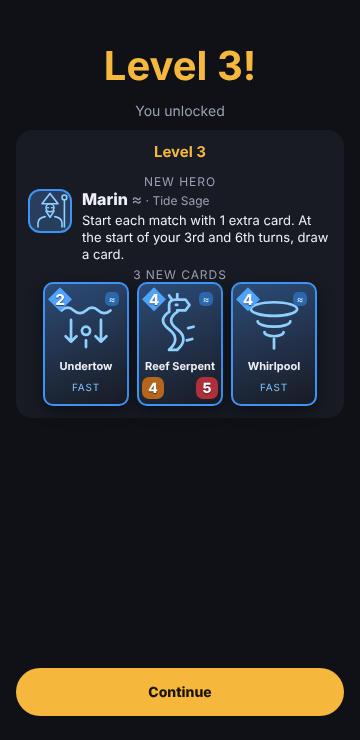 Level 3!
You unlocked
Level 3
NEW HERO
Marin ≈ · Tide Sage
Start each match with 1 extra card. At
the start of your 3rd and 6th turns, draw
a card.
3 NEW CARDS
2 ≈
Undertow
FAST
4 ≈
Reef Serpent
4 5
4 ≈
Whirlpool
FAST
Continue